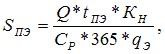 S_ПЭ = (Q * t_ПЭ * K_Н) / (C_P * 365 * q_Э) ,